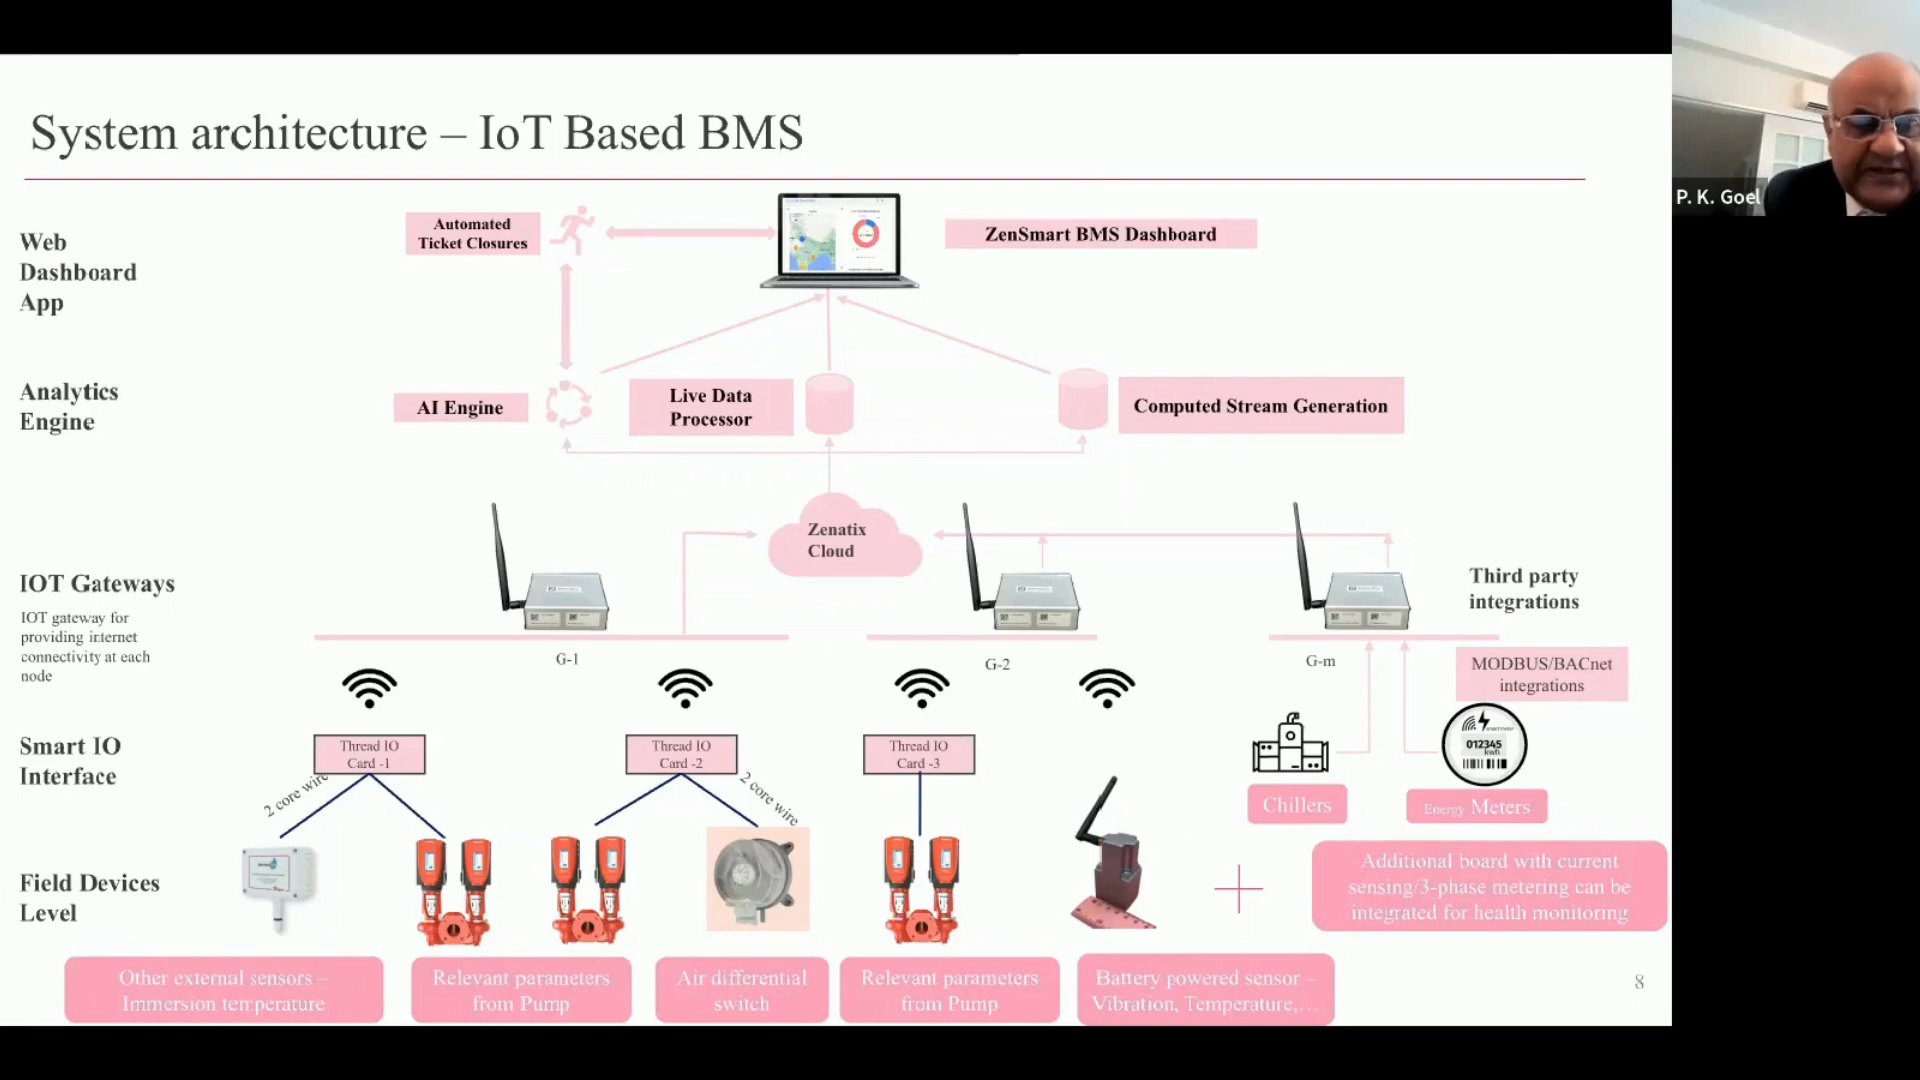 System architecture – IoT Based BMS
P. K. Goel
Web
Dashboard
App
Automated
Ticket Closures
ZenSmart BMS Dashboard
Analytics
Engine
AI Engine
Live Data
Processor
Computed Stream Generation
Zenatix
Cloud
IOT Gateways
IOT gateway for
providing internet
connectivity at each
node
Third party
integrations
G-1
G-2
G-m
MODBUS/BACnet
integrations
Smart IO
Interface
Thread IO
Card -1
Thread IO
Card -2
Thread IO
Card -3
2 core wire
2 core wire
012345
kwh
Chillers
Energy Meters
Field Devices
Level
Additional board with current
sensing/3-phase metering can be
integrated for health monitoring
Other external sensors –
Immersion temperature
Relevant parameters
from Pump
Air differential
switch
Relevant parameters
from Pump
Battery powered sensor –
Vibration, Temperature,…
8